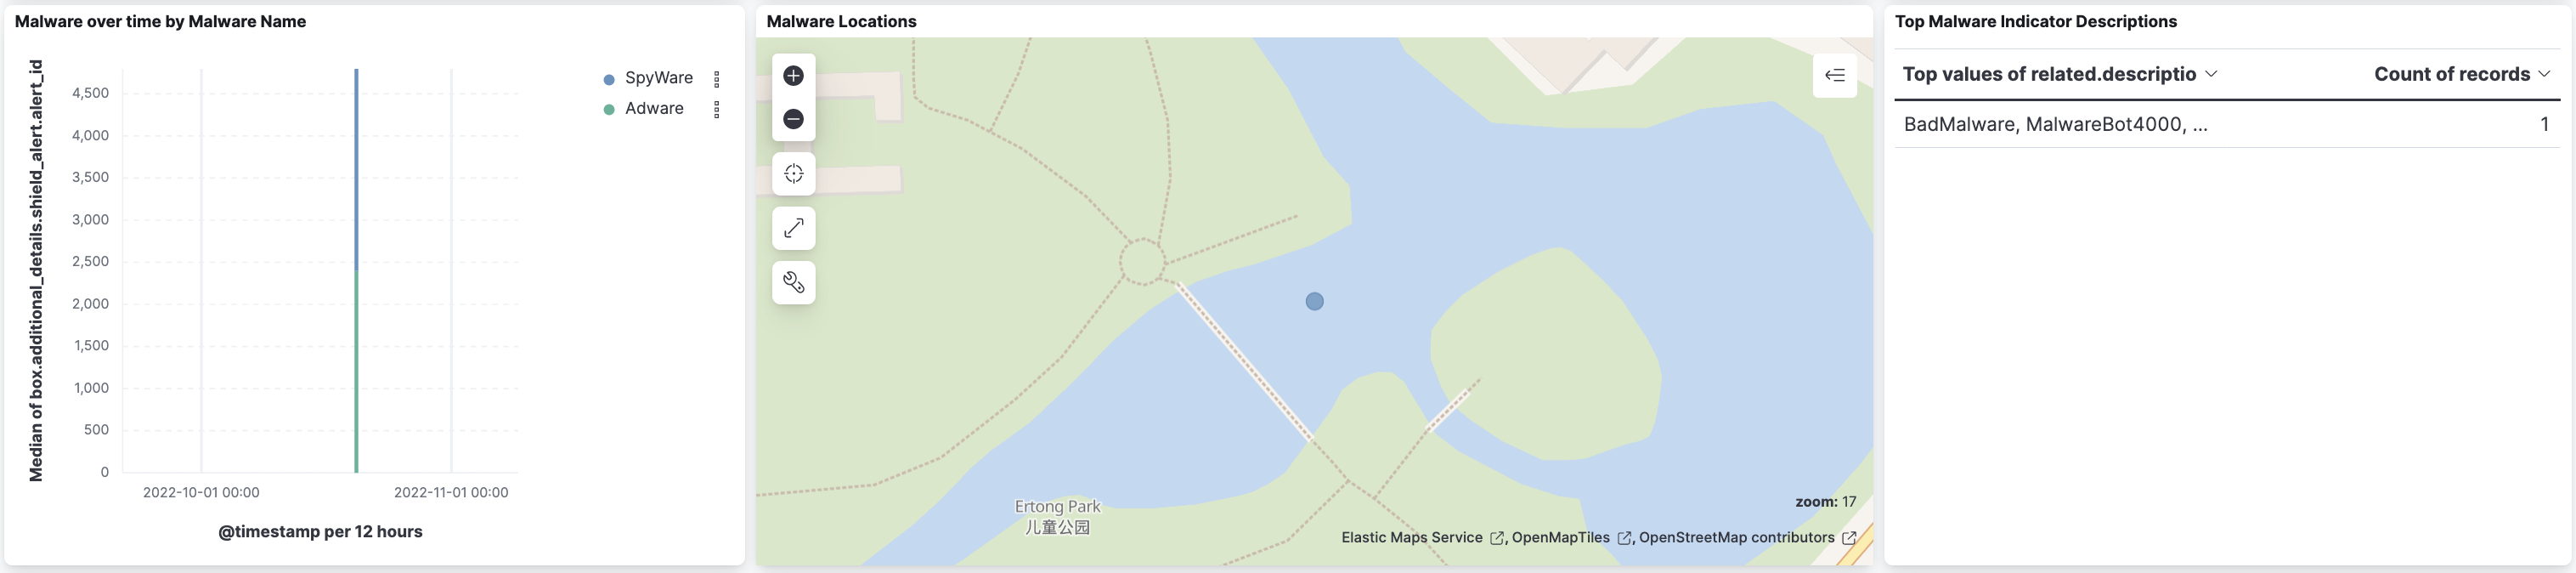 Malware over time by Malware Name
Median of box.additional_details.shield_alert.alert_id
4,500
4,000
3,500
3,000
2,500
2,000
1,500
1,000
500
0
2022-10-01 00:00
2022-11-01 00:00
@timestamp per 12 hours
SpyWare
Adware
Malware Locations
Ertong Park
儿童公园
zoom: 17
Elastic Maps Service , OpenMapTiles , OpenStreetMap contributors
Top Malware Indicator Descriptions
Top values of related.descriptio Count of records
BadMalware, MalwareBot4000, ... 1